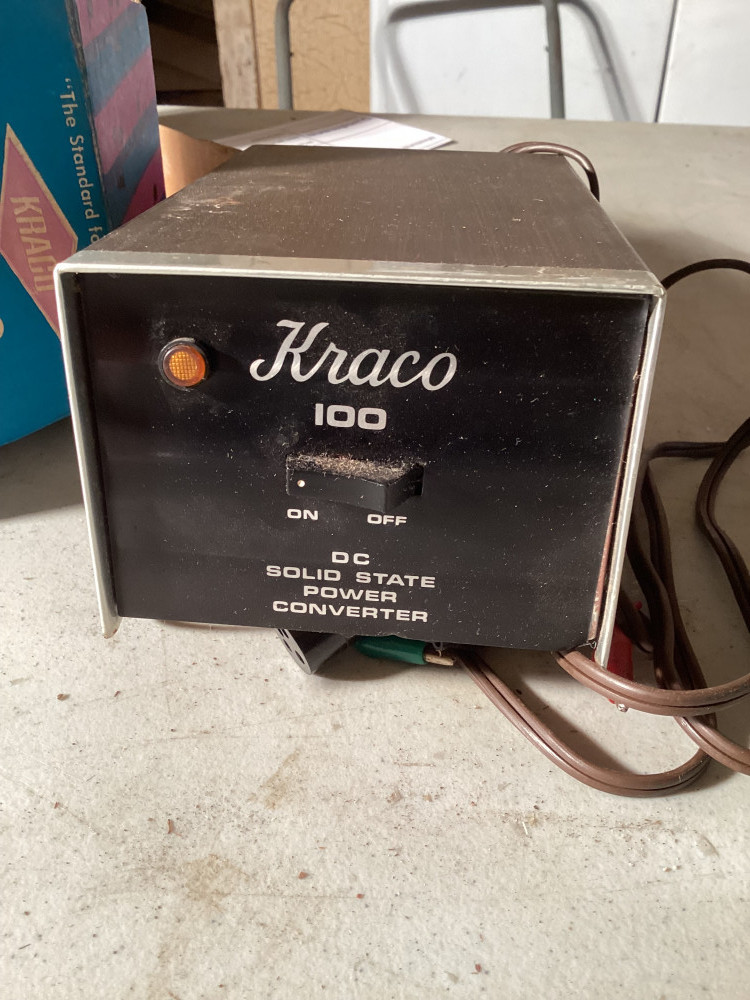 "The Standard fo
KRACO
Kraco
100
ON OFF
DC
SOLID STATE
POWER
CONVERTER